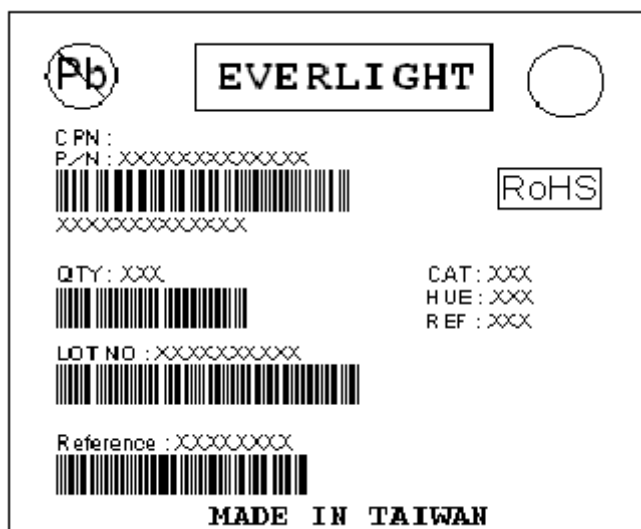 Pb
EVERLIGHT
CPN :
P/N : XXXXXXXXXXXXX
RoHS
XXXXXXXXXXXXX
QTY : XXX
CAT : XXX
HUE : XXX
REF : XXX
LOT NO : XXXXXXXXXX
Reference : XXXXXXXX
MADE IN TAIWAN